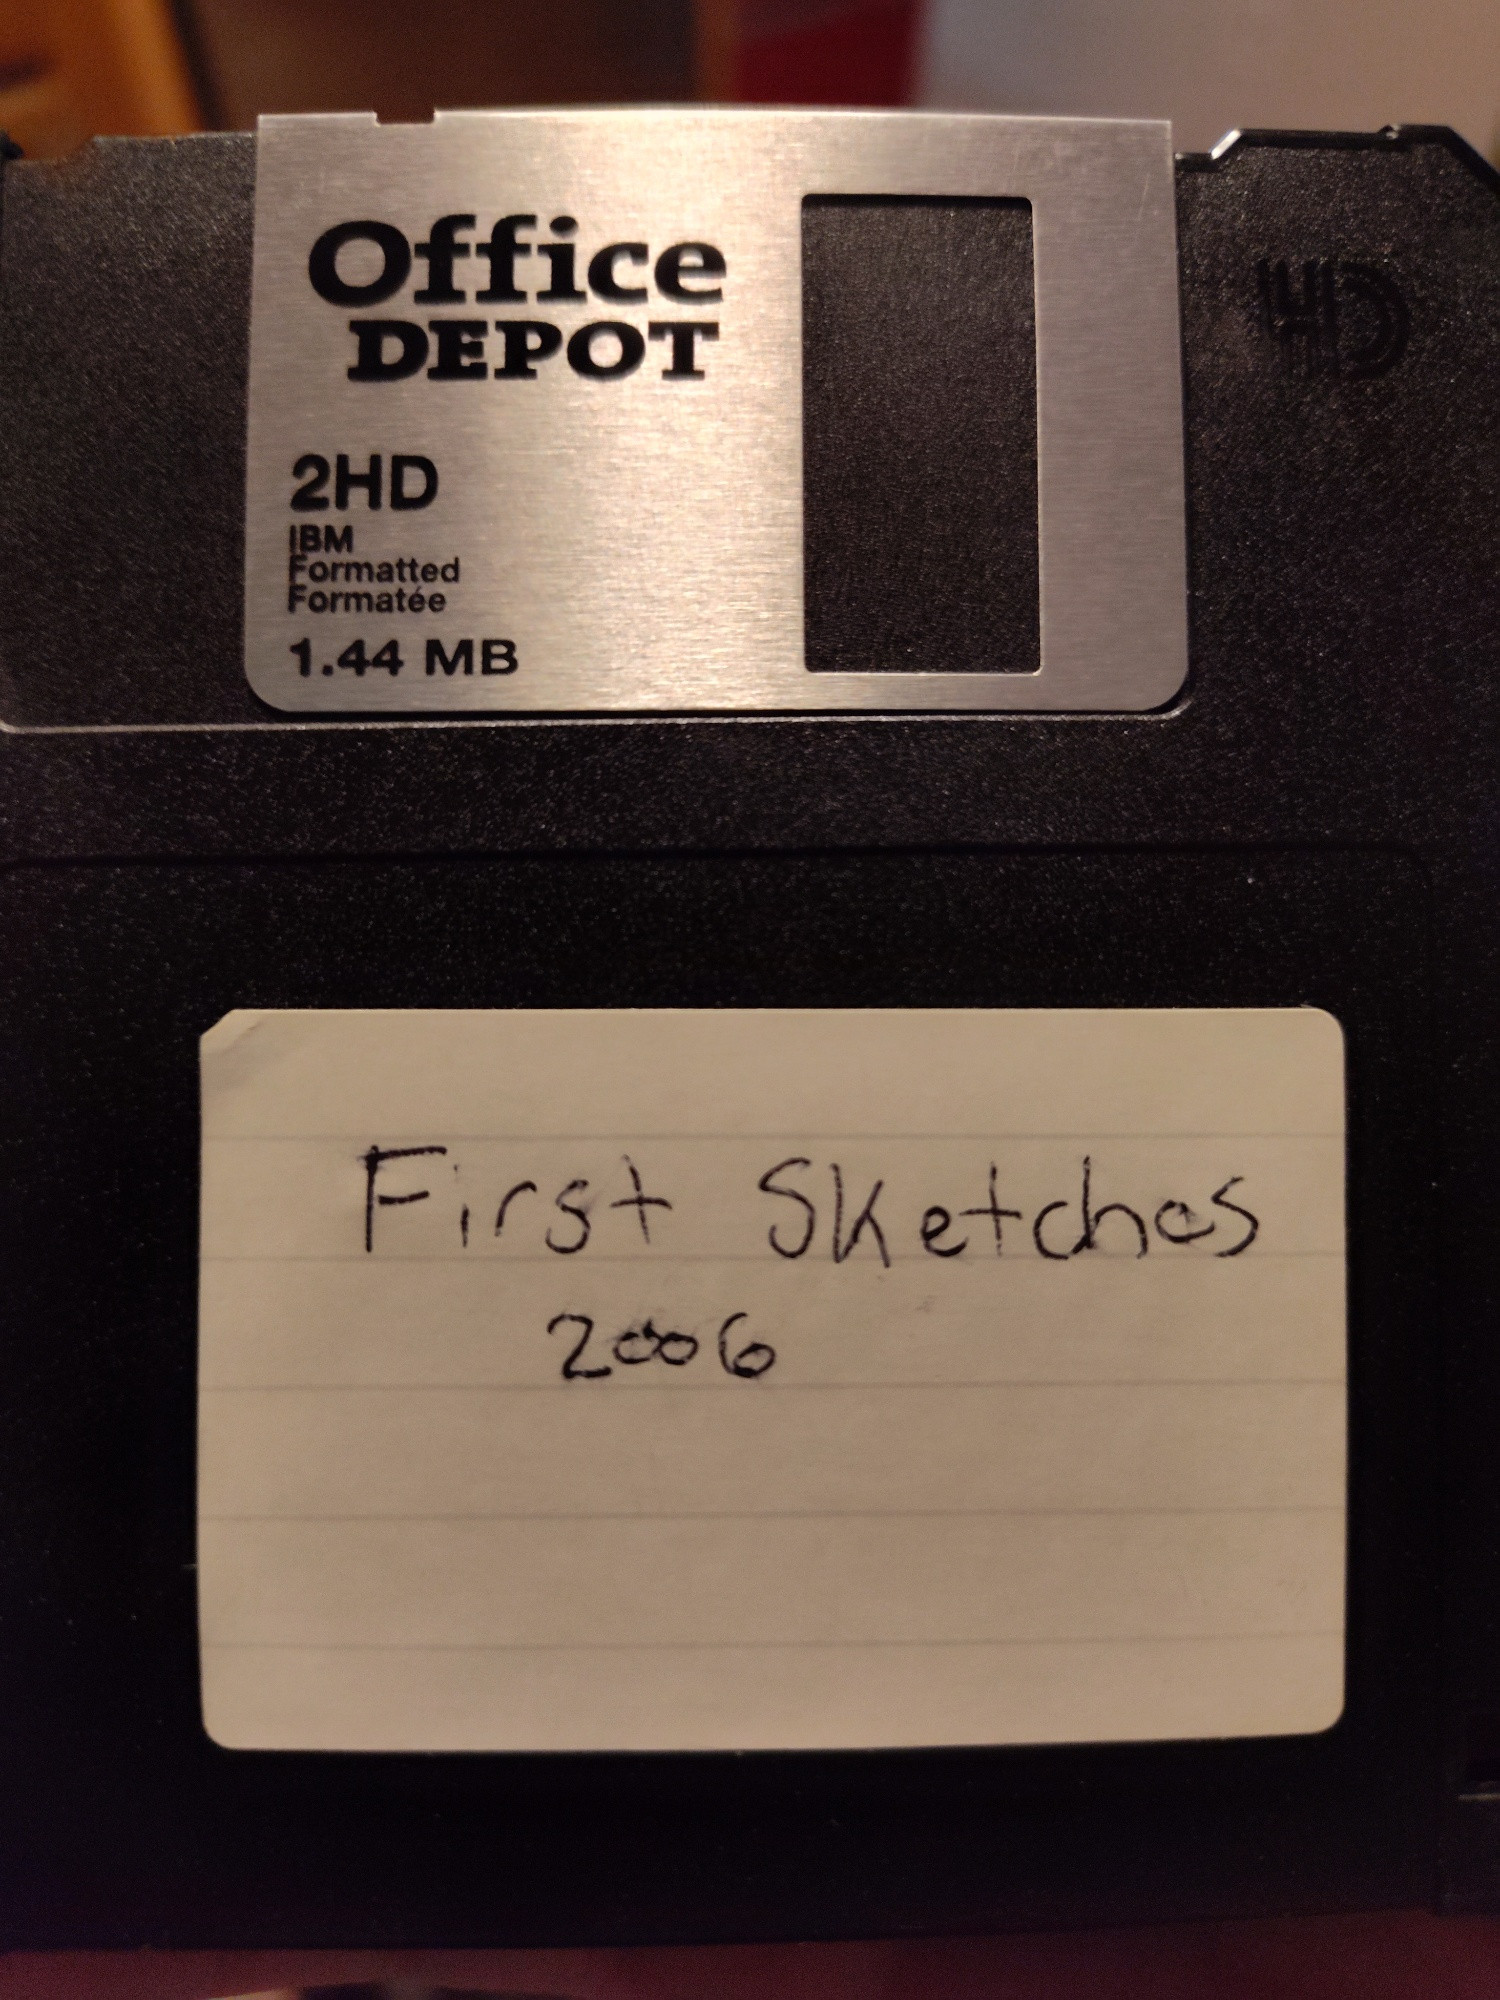 Office
DEPOT
HD
2HD
IBM
Formatted
Formatée
1.44 MB
First Sketches
2006